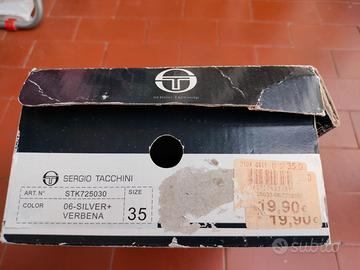 SERGIO TACCHINI
SERGIO TACCHINI
ART. N° STK725030 SIZE
COLOR 06-SILVER+ VERBENA 35
19,90€
19,90€
subito